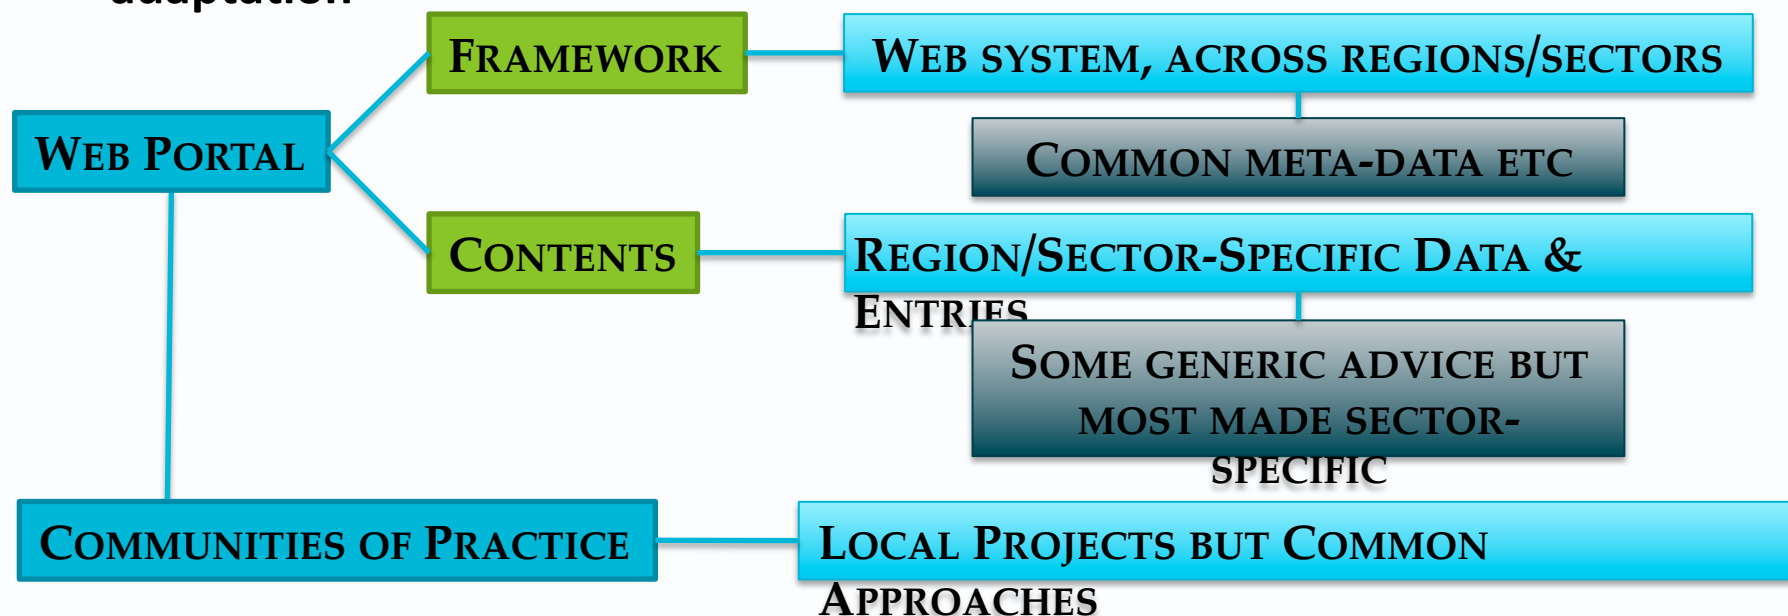 adaptation
FRAMEWORK
WEB SYSTEM, ACROSS REGIONS/SECTORS
WEB PORTAL
COMMON META-DATA ETC
CONTENTS
REGION/SECTOR-SPECIFIC DATA &
ENTRIES
SOME GENERIC ADVICE BUT
MOST MADE SECTOR-
SPECIFIC
COMMUNITIES OF PRACTICE
LOCAL PROJECTS BUT COMMON
APPROACHES